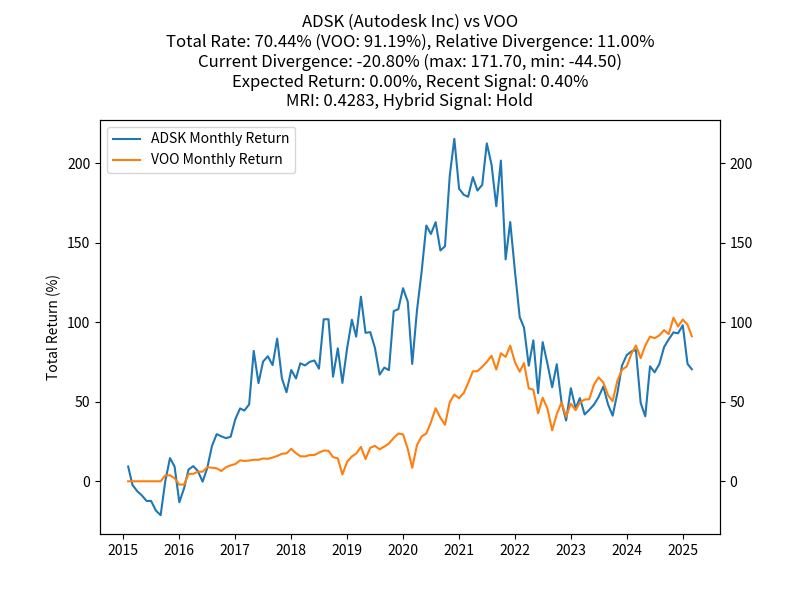 ADSK (Autodesk Inc) vs VOO
Total Rate: 70.44% (VOO: 91.19%), Relative Divergence: 11.00%
Current Divergence: -20.80% (max: 171.70, min: -44.50)
Expected Return: 0.00%, Recent Signal: 0.40%
MRI: 0.4283, Hybrid Signal: Hold
ADSK Monthly Return
VOO Monthly Return
200
150
100
50
0
Total Return (%)
200
150
100
50
0
2015 2016 2017 2018 2019 2020 2021 2022 2023 2024 2025